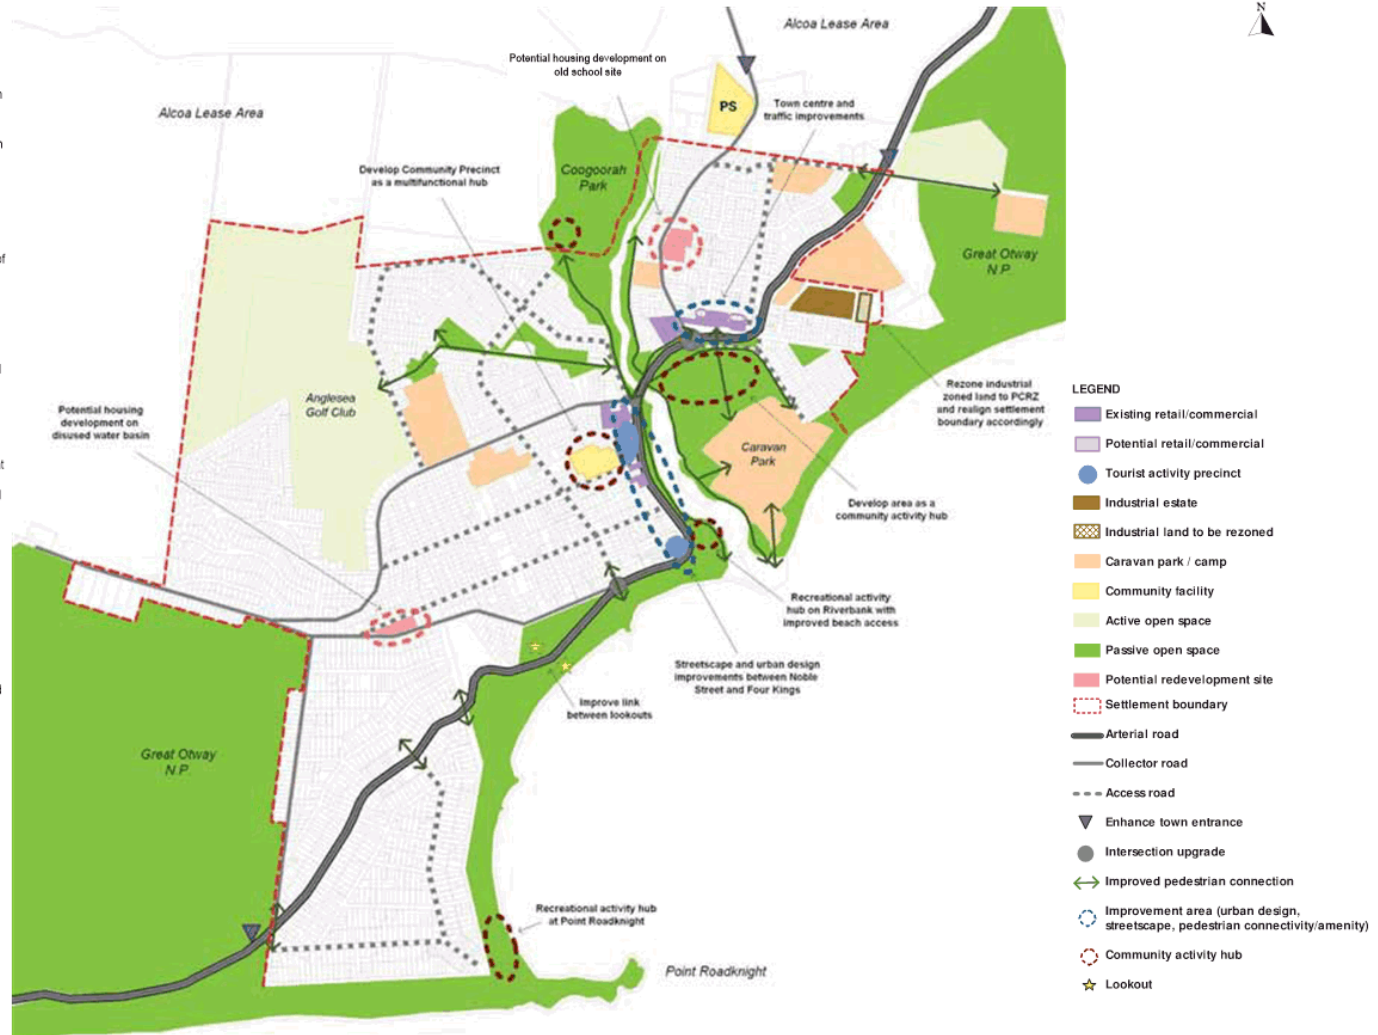 N
Alcoa Lease Area
Potential housing development on
old school site
PS
Town centre and
traffic improvements
Alcoa Lease Area
Develop Community Precinct
as a multifunctional hub
Coogoorah
Park
Great Otway
N.P.
Anglesea
Golf Club
Potential housing
development on
disused water basin
Rezone industrial
zoned land to PCRZ
and realign settlement
boundary accordingly
Caravan
Park
Develop area as a
community activity hub
Recreational activity
hub on Riverbank with
improved beach access
Streetscape and urban design
improvements between Noble
Street and Four Kings
Improve link
between lookouts
Great Otway
N.P.
Recreational activity hub
at Point Roadknight
Point Roadknight
LEGEND
Existing retail/commercial
Potential retail/commercial
Tourist activity precinct
Industrial estate
Industrial land to be rezoned
Caravan park / camp
Community facility
Active open space
Passive open space
Potential redevelopment site
Settlement boundary
Arterial road
Collector road
Access road
Enhance town entrance
Intersection upgrade
Improved pedestrian connection
Improvement area (urban design,
streetscape, pedestrian connectivity/amenity)
Community activity hub
Lookout